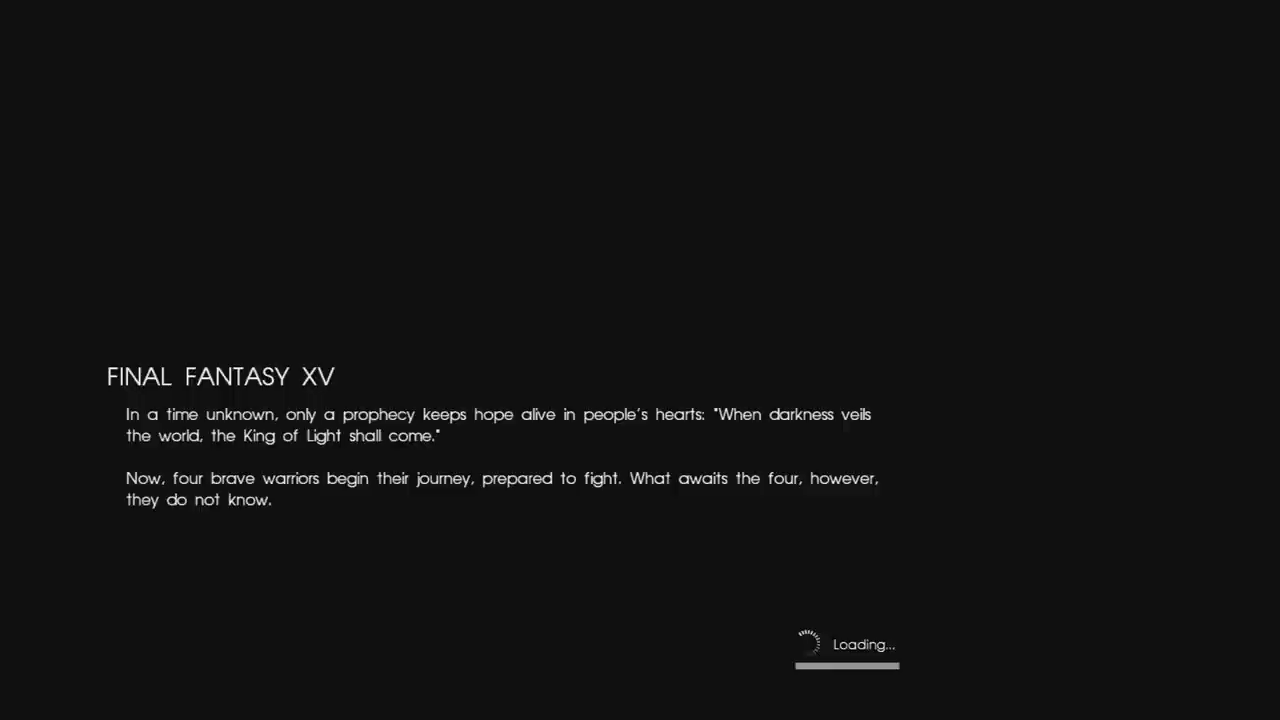 FINAL FANTASY XV
In a time unknown, only a prophecy keeps hope alive in people's hearts: "When darkness veils
the world, the King of Light shall come."
Now, four brave warriors begin their journey, prepared to fight. What awaits the four, however,
they do not know.
Loading...